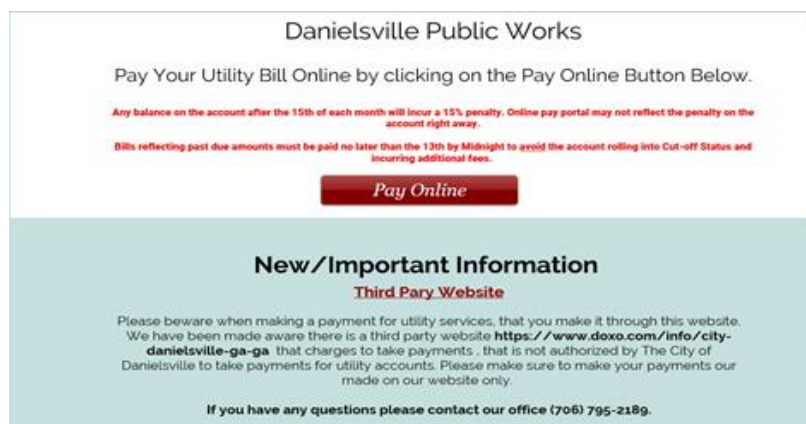 Danielsville Public Works
Pay Your Utility Bill Online by clicking on the Pay Online Button Below.
Any balance on the account after the 15th of each month will incur a 15% penalty. Online pay portal may not reflect the penalty on the
account right away.
Bills reflecting past due amounts must be paid no later than the 13th by Midnight to avoid the account rolling into Cut-off Status and
incurring additional fees.
Pay Online
New/Important Information
Third Pary Website
Please beware when making a payment for utility services, that you make it through this website.
We have been made aware there is a third party website https://www.doxo.com/info/city-
danielsville-ga-ga that charges to take payments , that is not authorized by The City of
Danielsville to take payments for utility accounts. Please make sure to make your payments our
made on our website only.
If you have any questions please contact our office (706) 795-2189.